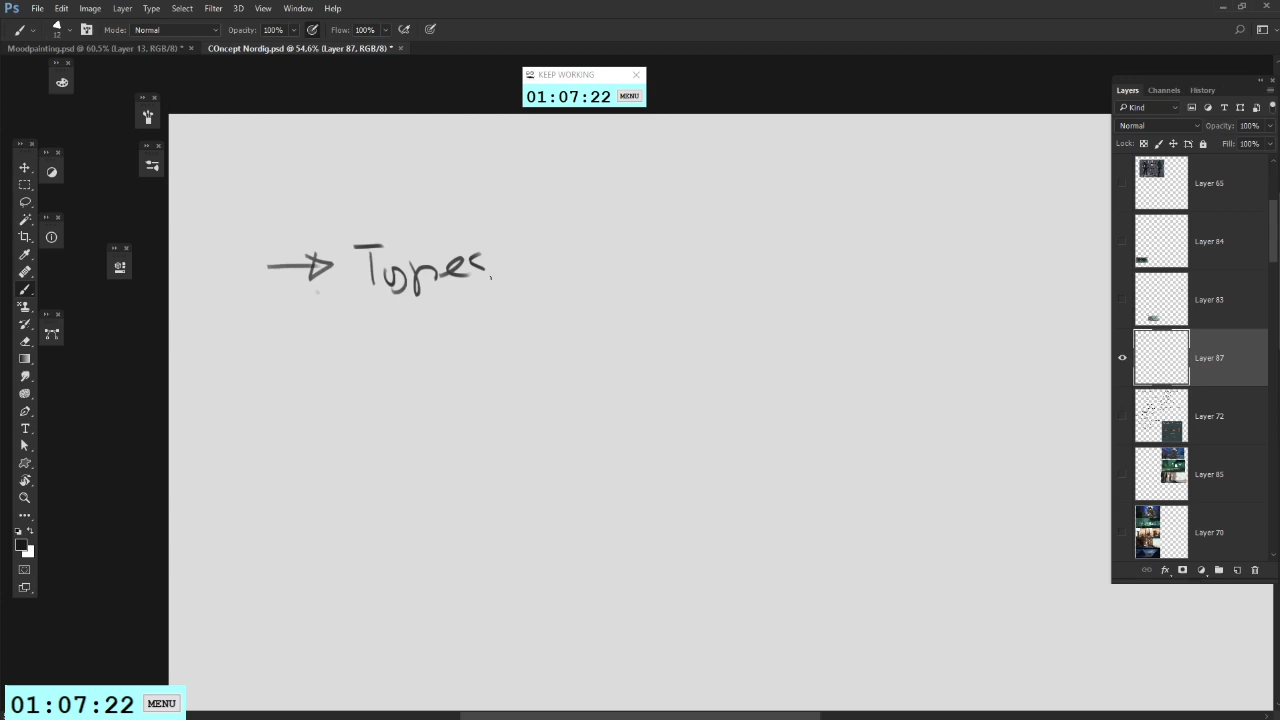 Ps File Edit Image Layer Type Select Filter 3D View Window Help
12 Mode: Normal Opacity: 100% Flow: 100%
Moodpainting.psd @ 60,5% (Layer 13, RGB/8) * × COncept Nordig.psd @ 54,6% (Layer 87, RGB/8) * ×
KEEP WORKING
01:07:22 MENU
→ Types
Layers Channels History
Kind
Normal Opacity: 100%
Lock: Fill: 100%
Layer 65
Layer 84
Layer 83
Layer 87
Layer 72
Layer 85
Layer 70
fx
01:07:22 MENU